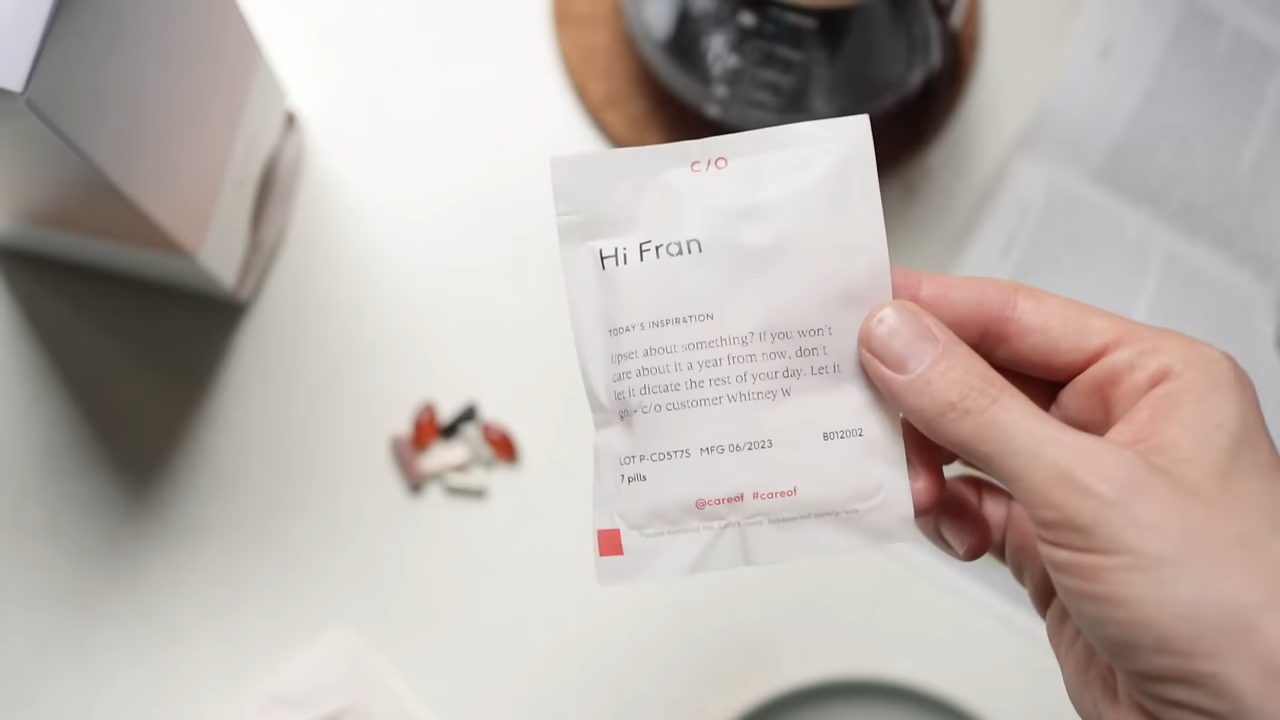 C/O
Hi Fran
TODAY'S INSPIRATION
Upset about something? If you won't
care about it a year from now, don't
let it dictate the rest of your day. Let it
go. - c/o customer Whitney W
LOT P-CD5T7S MFG 06/2023 B012002
7 pills
@careof #careof